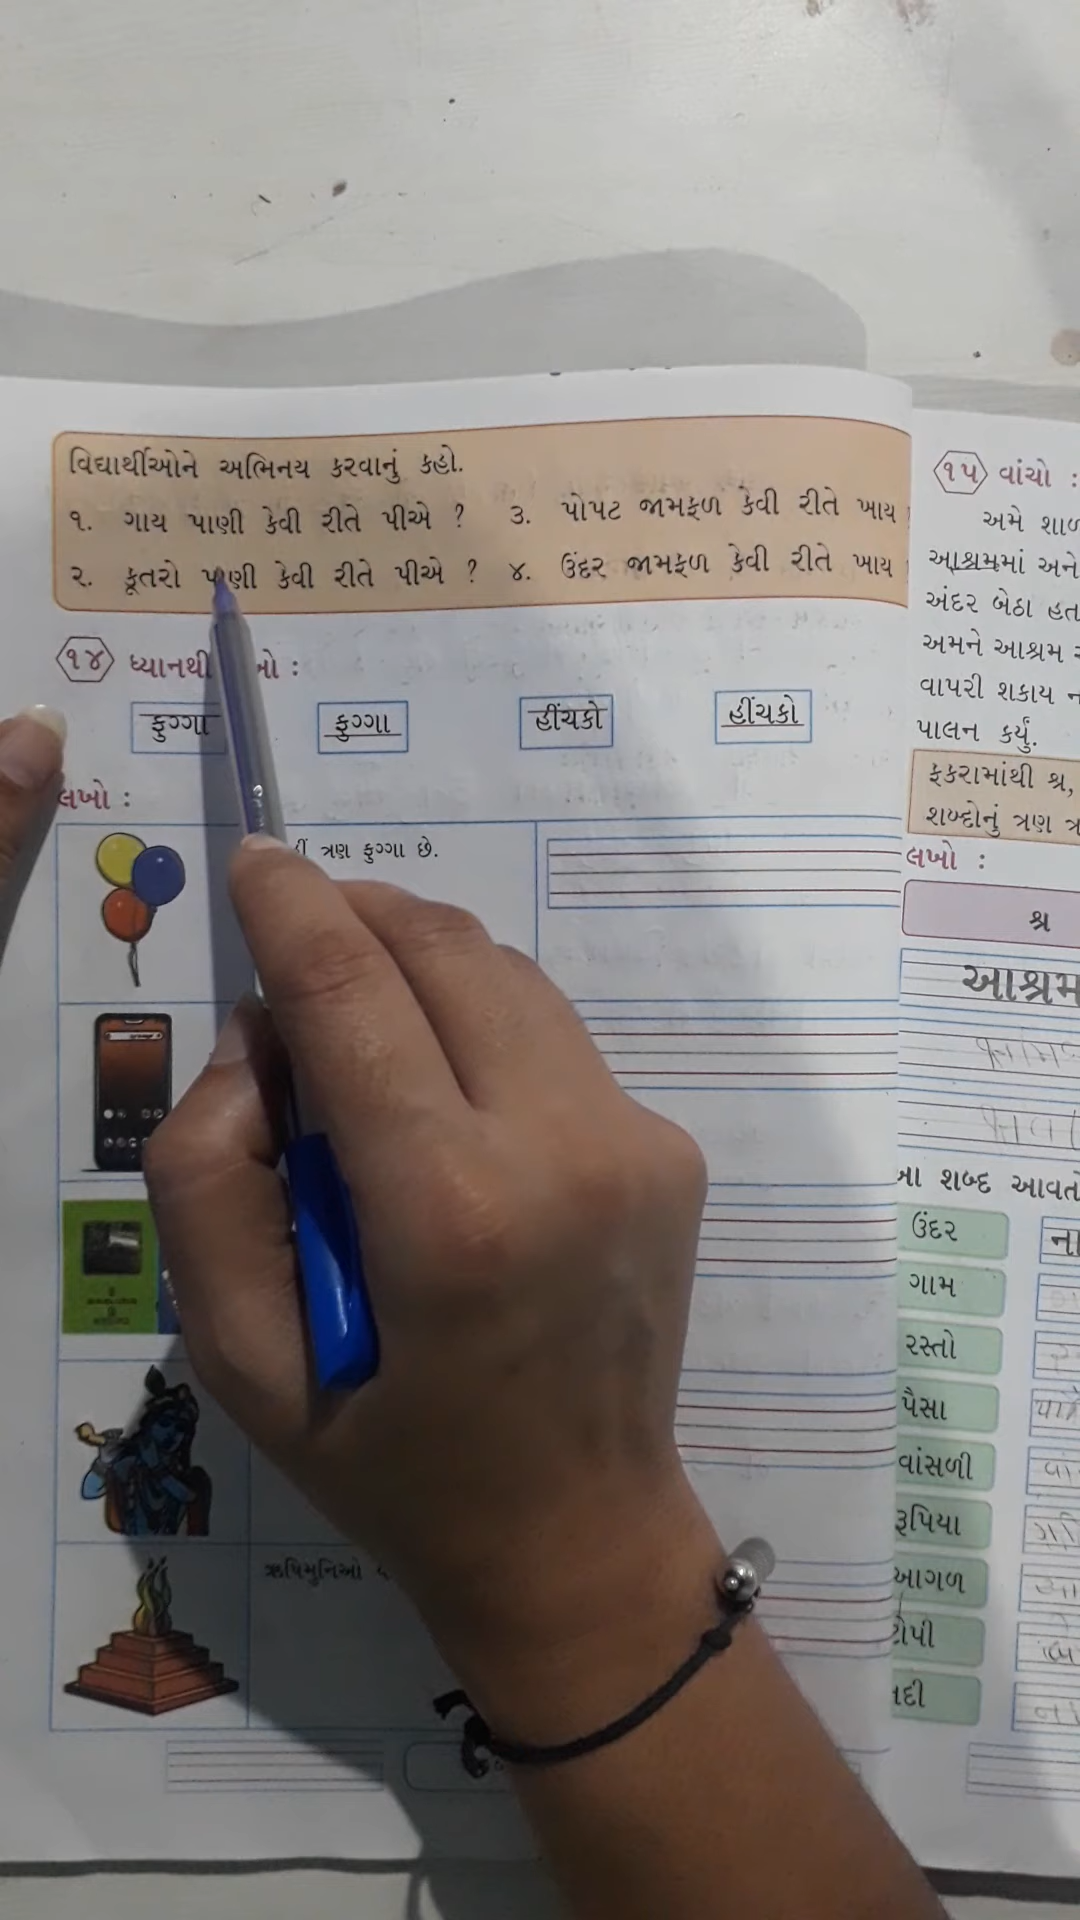 વિદ્યાર્થીઓને અભિનય કરવાનું કહો.
૧. ગાય પાણી કેવી રીતે પીએ ? ૩. પોપટ જામફળ કેવી રીતે ખાય
૨. કૂતરો પાણી કેવી રીતે પીએ ? ૪. ઉંદર જામફળ કેવી રીતે ખાય
૧૪ ધ્યાનથી :
ફુગ્ગા ફુગ્ગા હીંચકો હીંચકો
લખો :
ત્રણ ફુગ્ગા છે.
ઋષિમુનિઓ
૧૫ વાંચો :
અમે
આશ્રમમાં અને
અંદર બેઠા
અમને આશ્રમ
વાપરી શકાય
પાલન કર્યું.
ફકરામાંથી શ્ર,
શબ્દોનું ત્રણ
લખો :
શ્ર
આશ્રમ
શબ્દ
ઉંદર
ગામ
રસ્તો
પૈસા
વાંસળી
રૂપિયા
આગળ
ટોપી